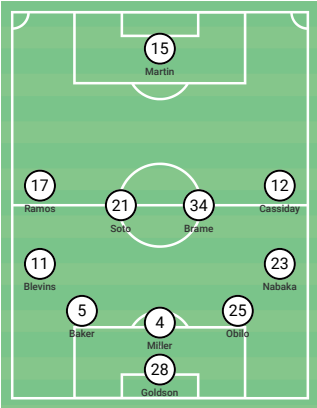 15
Martin
17
Ramos
12
Cassiday
21
Soto
34
Brame
11
Blevins
23
Nabaka
5
Baker
25
Obilo
4
Miller
28
Goldson